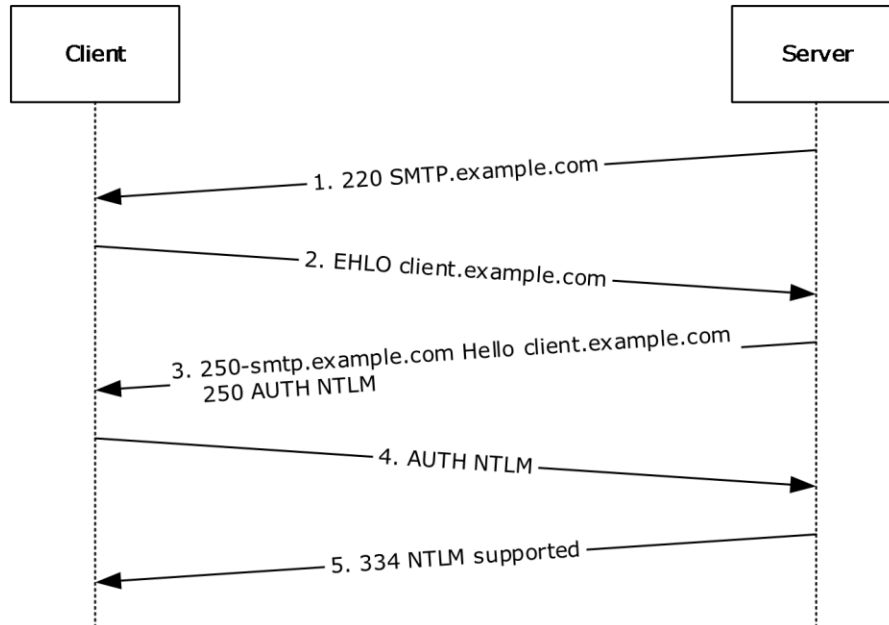 Client
Server
1. 220 SMTP.example.com
2. EHLO client.example.com
3. 250-smtp.example.com Hello client.example.com
250 AUTH NTLM
4. AUTH NTLM
5. 334 NTLM supported